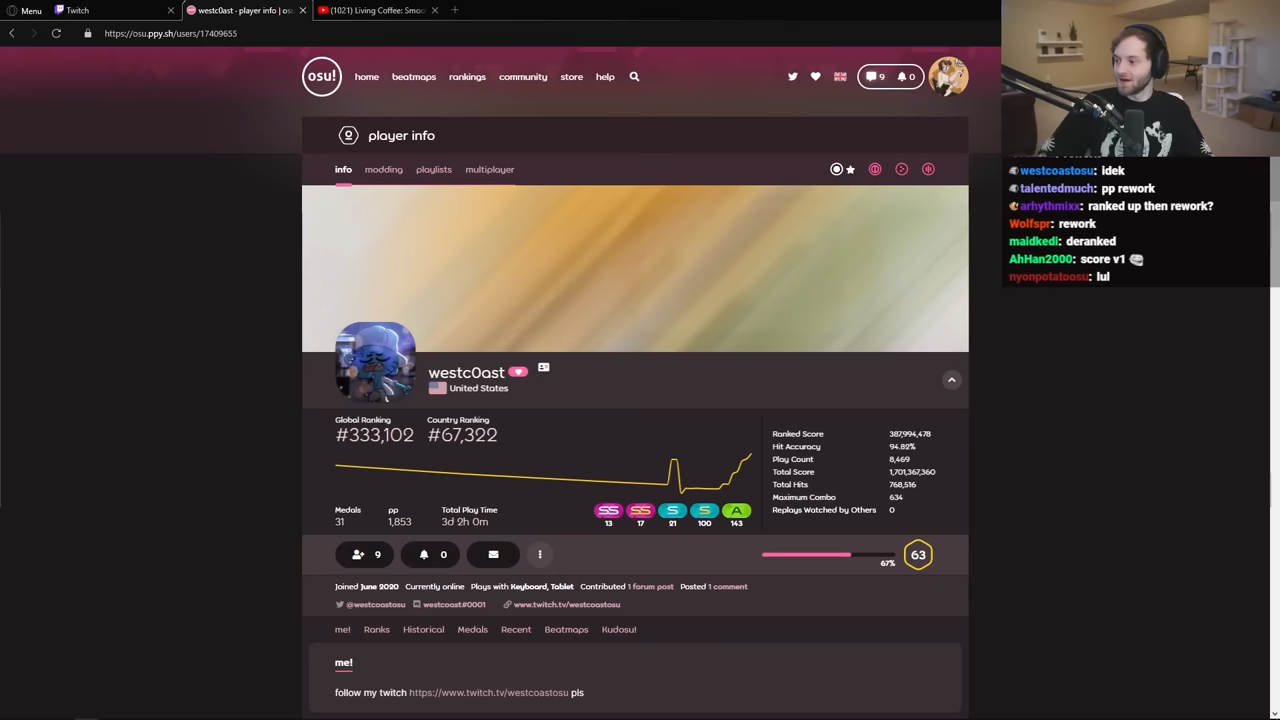 Menu
Twitch
westc0ast · player info | osu
(1021) Living Coffee: Smoo
https://osu.ppy.sh/users/17409655
osu!
home
beatmaps
rankings
community
store
help
9
0
player info
info
modding
playlists
multiplayer
westcoastosu: idek
talentedmuch: pp rework
arhythmixx: ranked up then rework?
Wolfspr: rework
maidkedi: deranked
AhHan2000: score v1
nyonpotatoosu: lul
westc0ast
United States
Global Ranking
#333,102
Country Ranking
#67,322
Ranked Score 387,994,478
Hit Accuracy 94.82%
Play Count 8,469
Total Score 1,701,367,360
Total Hits 768,516
Maximum Combo 634
Replays Watched by Others 0
Medals
31
pp
1,853
Total Play Time
3d 2h 0m
SS
13
SS
17
S
21
S
100
A
143
9
0
67%
63
Joined June 2020 Currently online Plays with Keyboard, Tablet Contributed 1 forum post Posted 1 comment
@westcoastosu westcoast#0001 www.twitch.tv/westcoastosu
me! Ranks Historical Medals Recent Beatmaps Kudosu!
me!
follow my twitch https://www.twitch.tv/westcoastosu pls